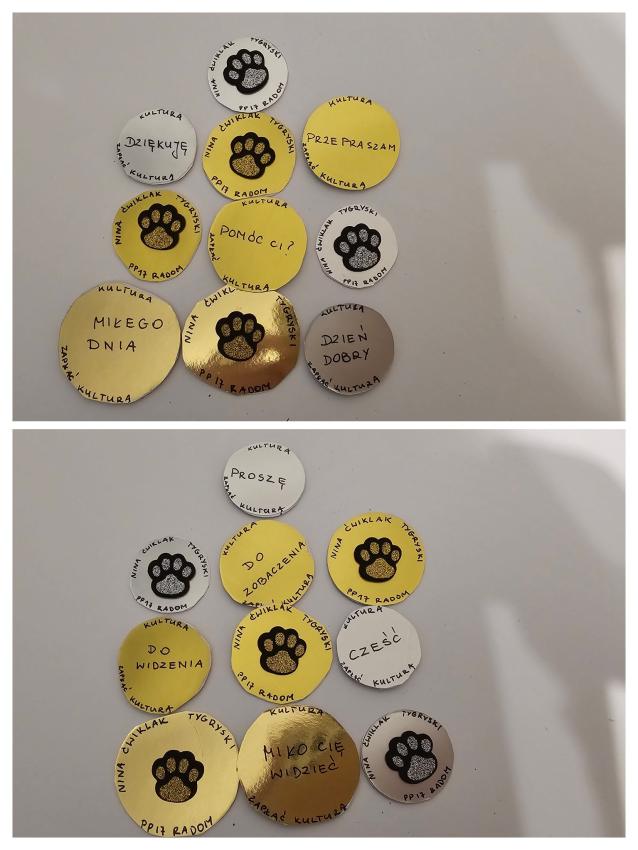 NINA ĆWIKLAK TYGRYSKI
PP17 RADOM
KULTURA
DZIĘKUJĘ
ZAPŁAĆ KULTURĄ
NINA ĆWIKLAK TYGRYSKI
PP17 RADOM
KULTURA
PRZEPRASZAM
ZAPŁAĆ KULTURĄ
NINA ĆWIKLAK TYGRYSKI
PP17 RADOM
KULTURA
POMÓC CI?
ZAPŁAĆ KULTURĄ
NINA ĆWIKLAK TYGRYSKI
PP17 RADOM
KULTURA
MIŁEGO
DNIA
ZAPŁAĆ KULTURĄ
NINA ĆWIKLAK TYGRYSKI
PP17 RADOM
KULTURA
DZIEŃ
DOBRY
ZAPŁAĆ KULTURĄ
KULTURA
PROSZĘ
ZAPŁAĆ KULTURĄ
NINA ĆWIKLAK TYGRYSKI
PP17 RADOM
KULTURA
DO
ZOBACZENIA
ZAPŁAĆ KULTURĄ
NINA ĆWIKLAK TYGRYSKI
PP17 RADOM
KULTURA
DO
WIDZENIA
ZAPŁAĆ KULTURĄ
NINA ĆWIKLAK TYGRYSKI
PP17 RADOM
KULTURA
CZEŚĆ
ZAPŁAĆ KULTURĄ
NINA ĆWIKLAK TYGRYSKI
PP17 RADOM
KULTURA
MIKO CIĘ
WIDZIEĆ
ZAPŁAĆ KULTURĄ
NINA ĆWIKLAK TYGRYSKI
PP17 RADOM